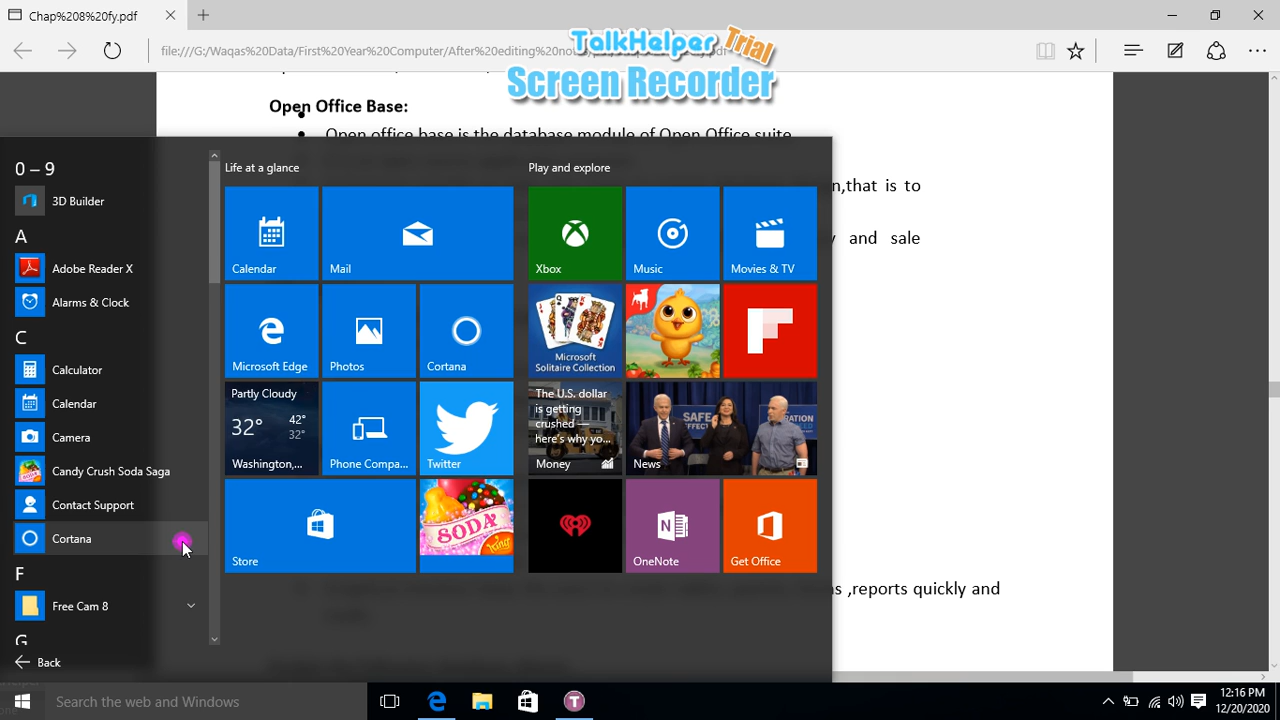 Chap%208%20fy.pdf
TalkHelper Trial
Screen Recorder
file:///G:/Waqas%20Data/First%20Year%20Computer/After%20editing%20
Open Office Base:
Open office base is the database module of Open Office suite.
n,that is to
and sale
0 – 9
3D Builder
A
Adobe Reader X
Alarms & Clock
C
Calculator
Calendar
Camera
Candy Crush Soda Saga
Contact Support
Cortana
F
Free Cam 8
G
Back
Life at a glance
Calendar
Mail
Microsoft Edge
Photos
Cortana
Partly Cloudy
32° 42°
32°
Washington,...
Phone Compa...
Twitter
Store
SODA
King
Play and explore
Xbox
Music
Movies & TV
Microsoft
Solitaire Collection
The U.S. dollar
is getting
crushed —
here's why yo...
Money
SAFE
News
OneNote
Get Office
,reports quickly and
Search the web and Windows
12:16 PM
12/20/2020